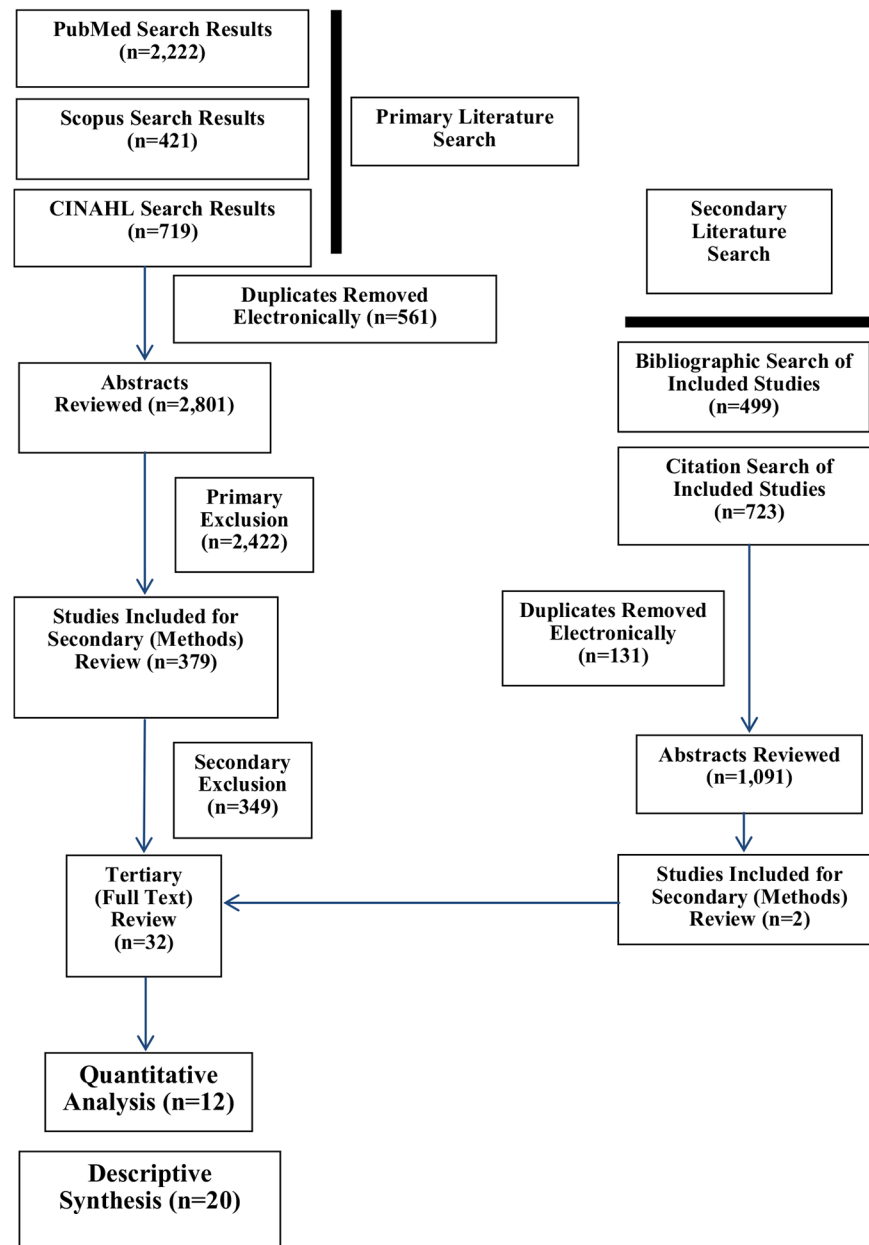 PubMed Search Results
(n=2,222)
Scopus Search Results
(n=421)
CINAHL Search Results
(n=719)
Primary Literature
Search
Duplicates Removed
Electronically (n=561)
Abstracts
Reviewed (n=2,801)
Primary
Exclusion
(n=2,422)
Studies Included for
Secondary (Methods)
Review (n=379)
Secondary
Exclusion
(n=349)
Tertiary
(Full Text)
Review
(n=32)
Quantitative
Analysis (n=12)
Descriptive
Synthesis (n=20)
Secondary
Literature
Search
Bibliographic Search of
Included Studies
(n=499)
Citation Search of
Included Studies
(n=723)
Duplicates Removed
Electronically
(n=131)
Abstracts Reviewed
(n=1,091)
Studies Included for
Secondary (Methods)
Review (n=2)